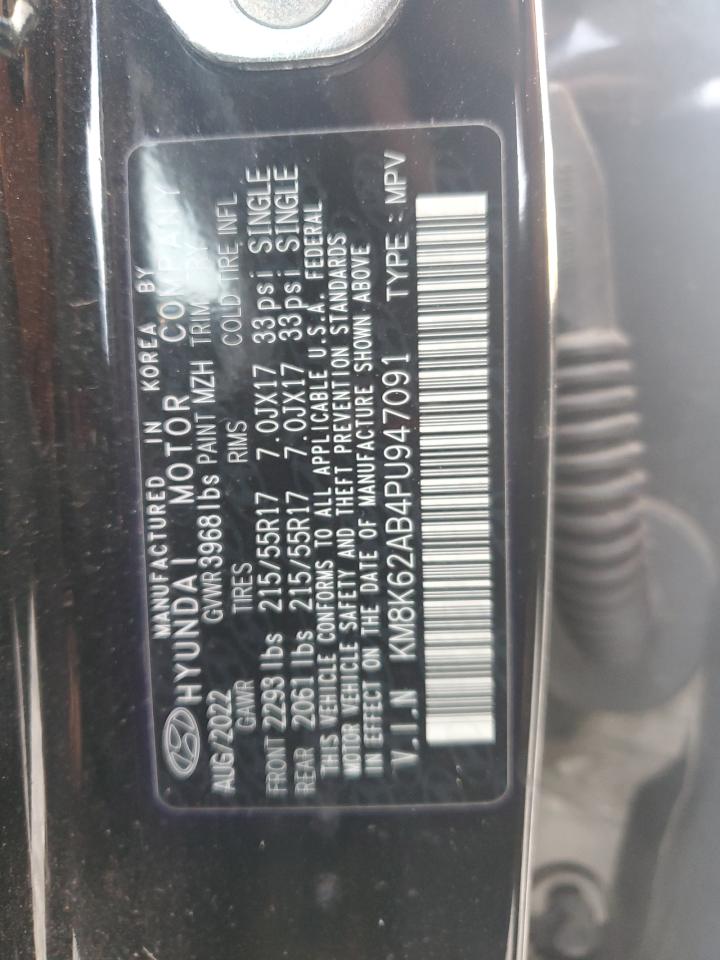 MANUFACTURED IN KOREA BY
HYUNDAI MOTOR COMPANY
AUG/2022 GVWR3968lbs PAINT MZH TRIM TRY
GAWR TIRES RIMS COLD TIRE INFL
FRONT 2293 lbs 215/55R17 7.0JX17 33psi SINGLE
REAR 2061 lbs 215/55R17 7.0JX17 33psi SINGLE
THIS VEHICLE CONFORMS TO ALL APPLICABLE U.S.A. FEDERAL
MOTOR VEHICLE SAFETY AND THEFT PREVENTION STANDARDS
IN EFFECT ON THE DATE OF MANUFACTURE SHOWN ABOVE
V.I.N KM8K62AB4PU947091 TYPE : MPV